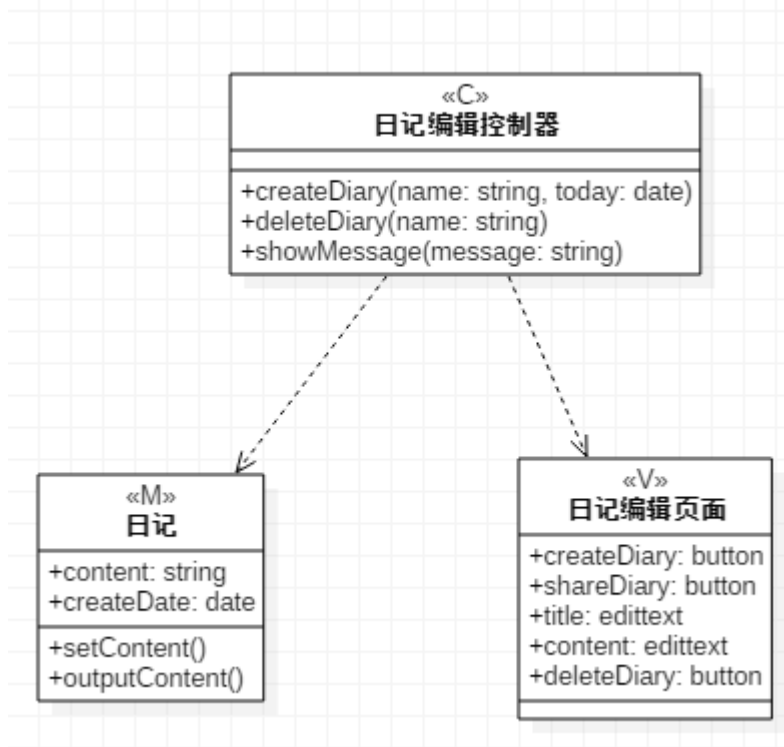 «C»
日记编辑控制器
+createDiary(name: string, today: date)
+deleteDiary(name: string)
+showMessage(message: string)
«M»
日记
+content: string
+createDate: date
+setContent()
+outputContent()
«V»
日记编辑页面
+createDiary: button
+shareDiary: button
+title: edittext
+content: edittext
+deleteDiary: button